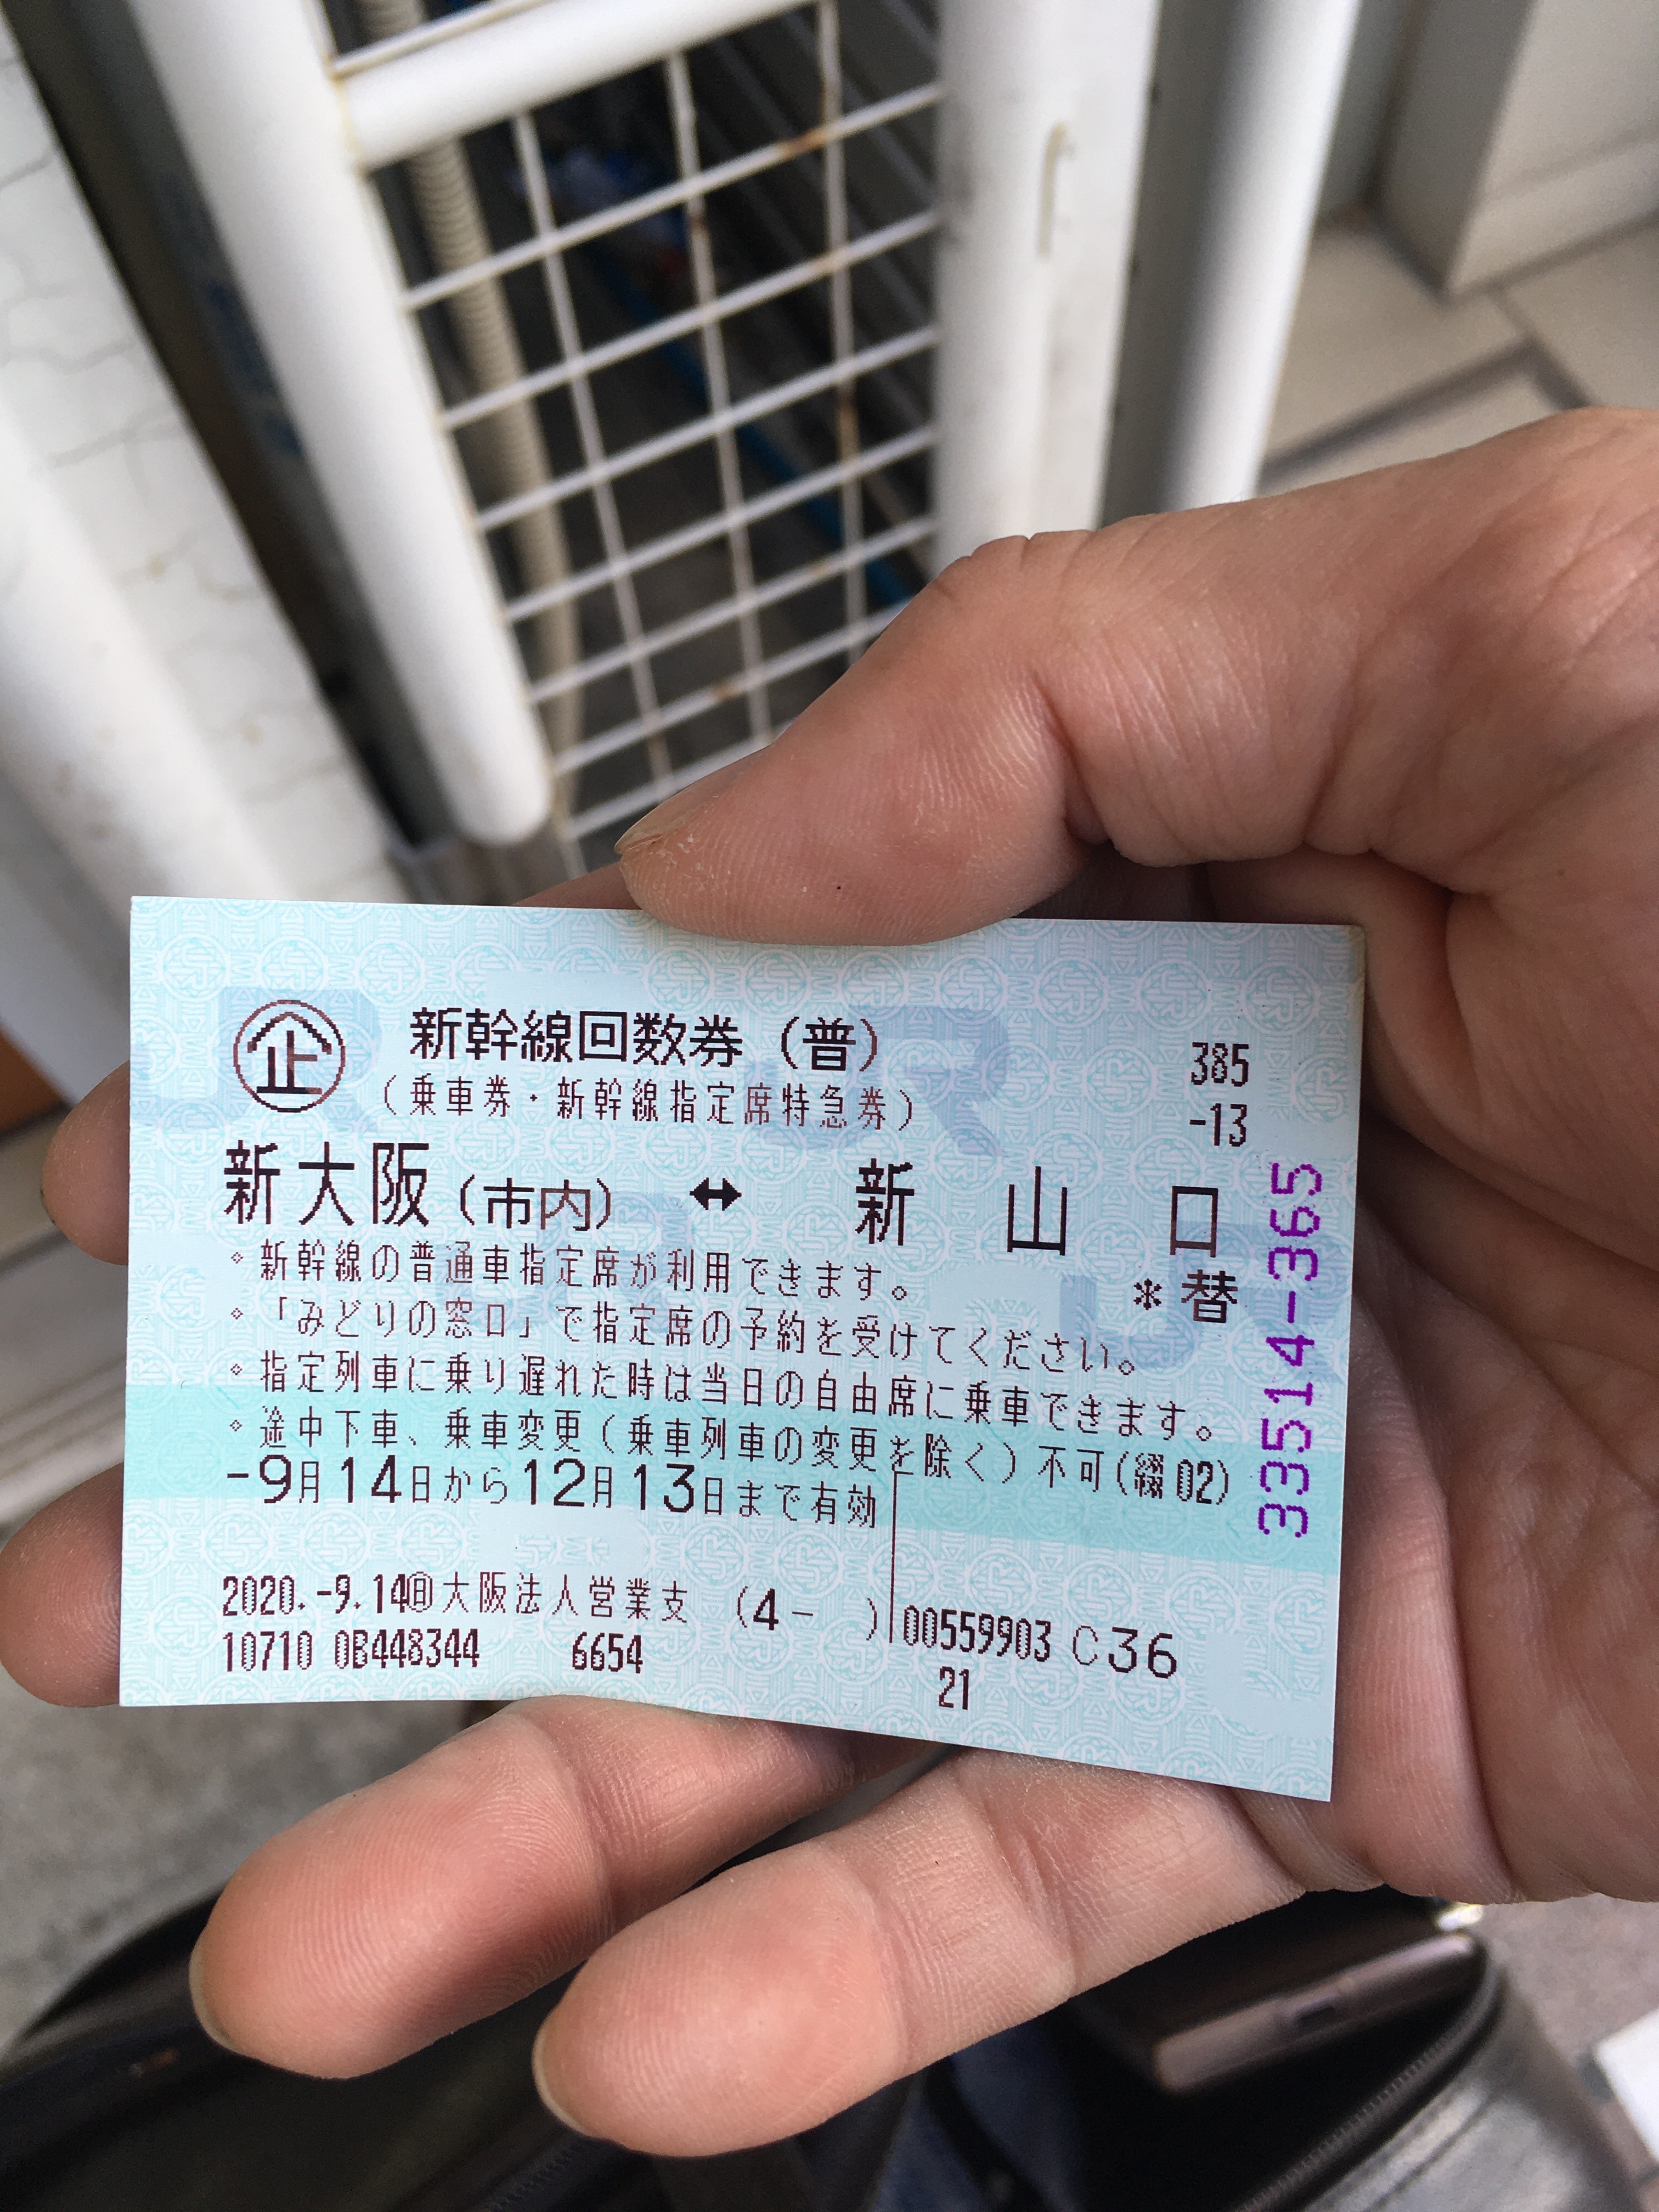 企 新幹線回数券（普） 385
（乗車券・新幹線指定席特急券） -13
新大阪（市内） ↔ 新山口
＊替
・新幹線の普通車指定席が利用できます。
・「みどりの窓口」で指定席の予約を受けてください。
・指定列車に乗り遅れた時は当日の自由席に乗車できます。
・途中下車、乗車変更（乗車列車の変更を除く）不可(綴02)
-9月14日から12月13日まで有効
2020.-9.14 大阪法人営業支 (4- ) 00559903 C36
10710 0B448344 6654 21
33514-365